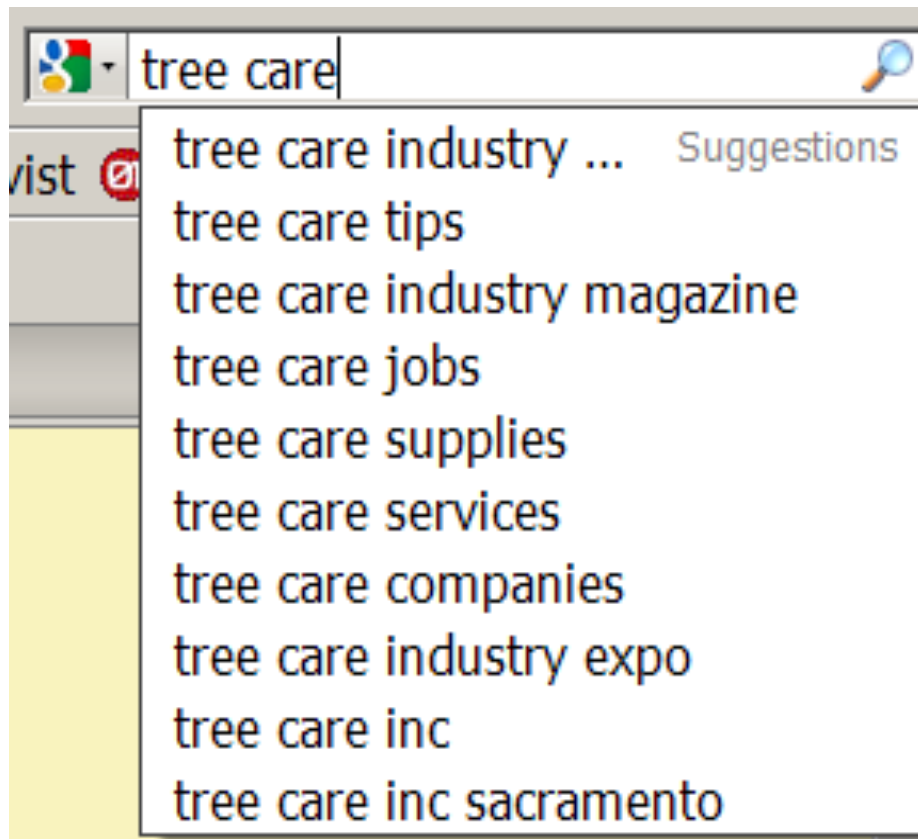 tree care
tree care industry ... Suggestions
vist
tree care tips
tree care industry magazine
tree care jobs
tree care supplies
tree care services
tree care companies
tree care industry expo
tree care inc
tree care inc sacramento